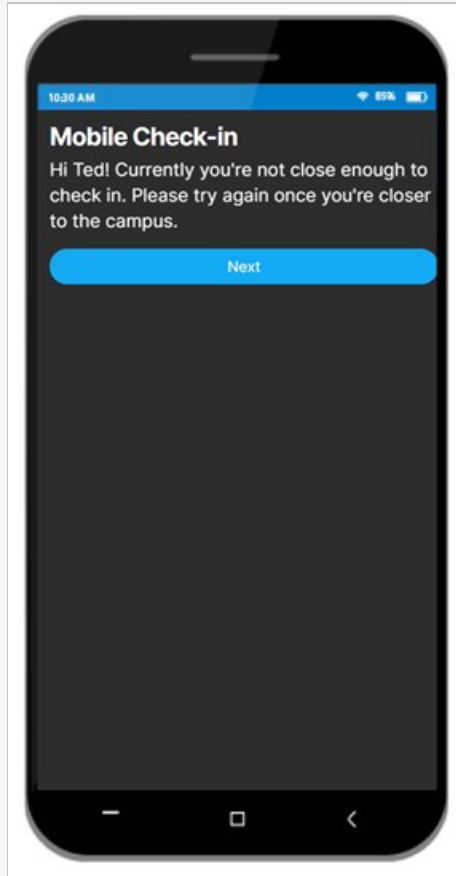 10:30 AM 85%
Mobile Check-in
Hi Ted! Currently you're not close enough to
check in. Please try again once you're closer
to the campus.
Next